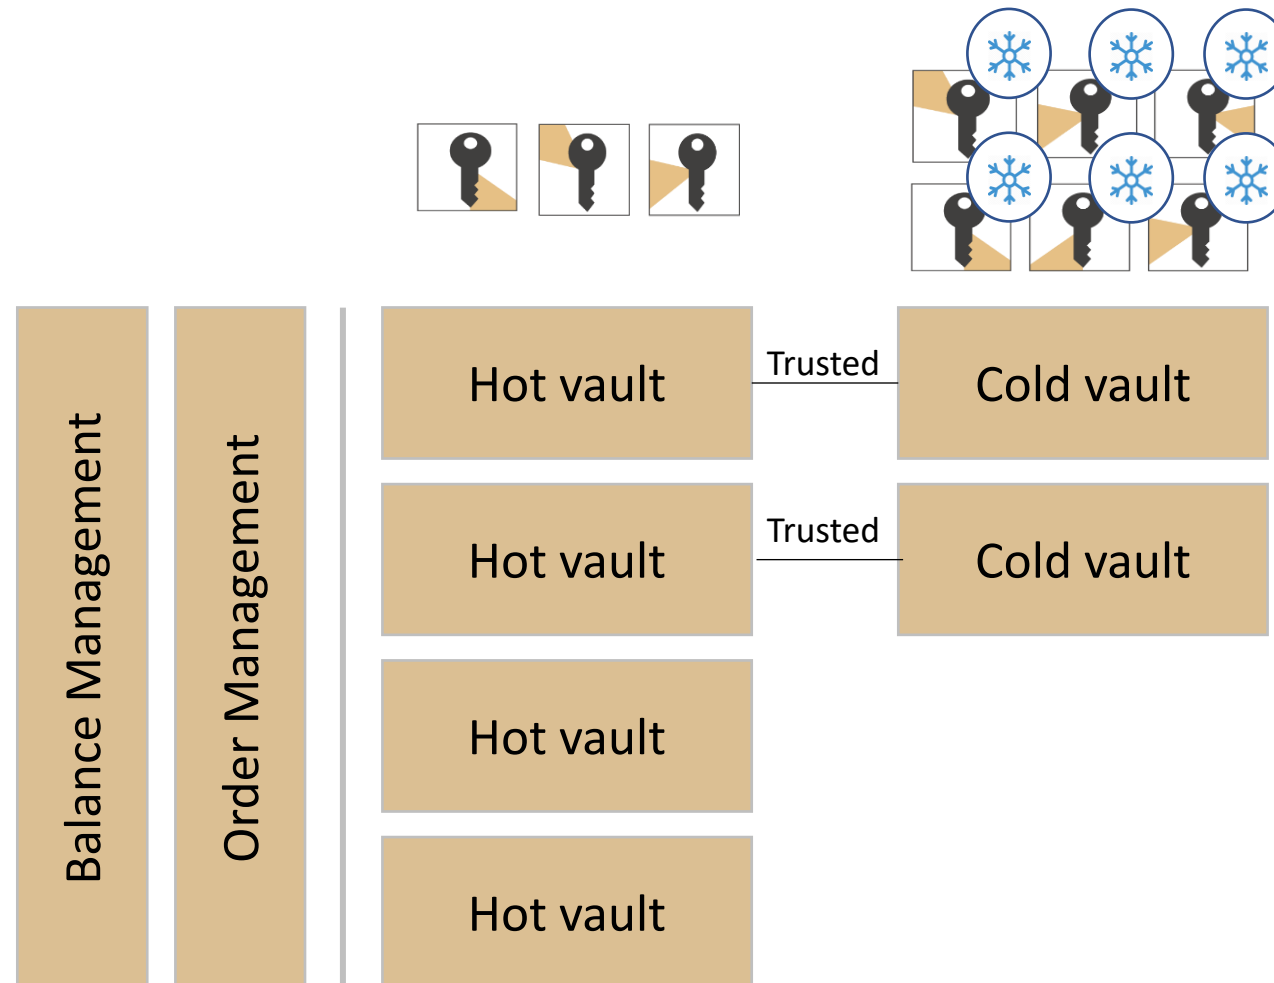 Balance Management
Order Management
Hot vault
Trusted
Cold vault
Hot vault
Trusted
Cold vault
Hot vault
Hot vault